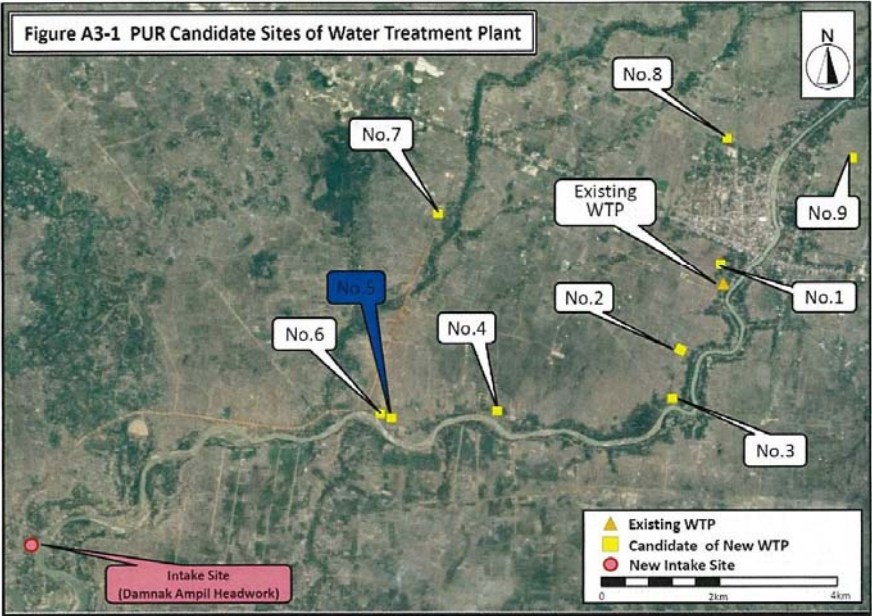 Figure A3-1 PUR Candidate Sites of Water Treatment Plant
N
No.8
No.7
Existing
WTP
No.9
No.5
No.1
No.2
No.6
No.4
No.3
Existing WTP
Candidate of New WTP
New Intake Site
0 2km 4km
Intake Site
(Damnak Ampil Headwork)